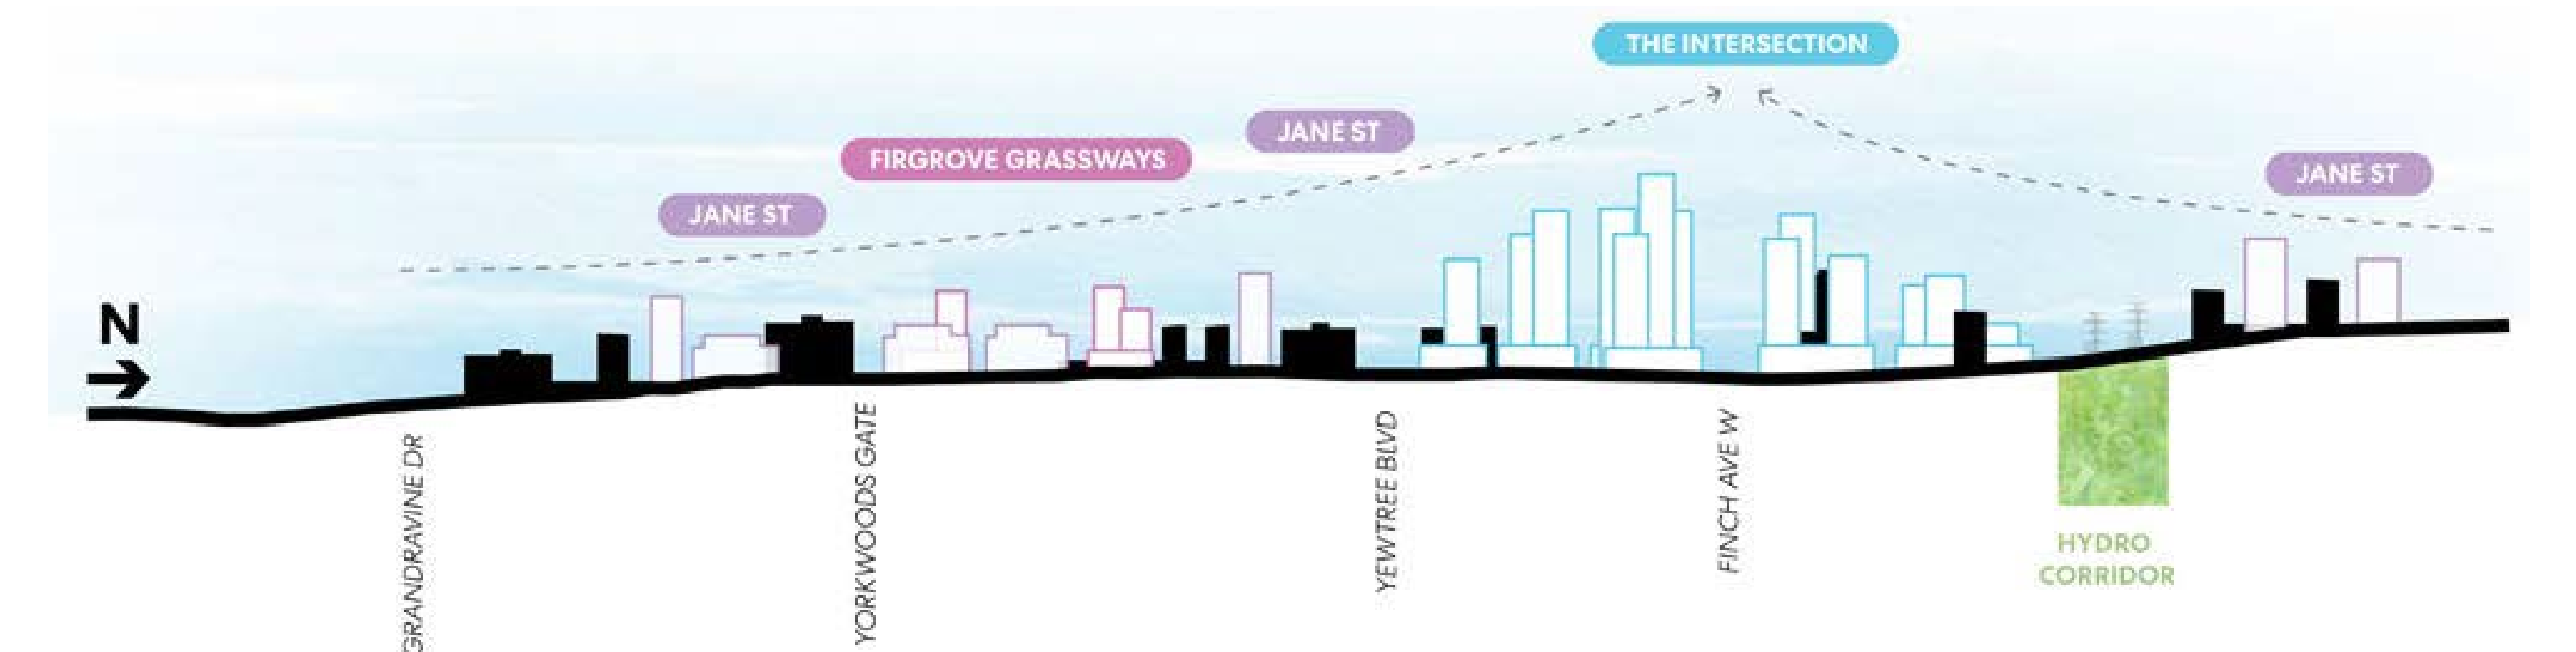 THE INTERSECTION
JANE ST
FIRGROVE GRASSWAYS
JANE ST
JANE ST
N
GRANDRAVINE DR
YORKWOODS GATE
YEWTREE BLVD
FINCH AVE W
HYDRO
CORRIDOR